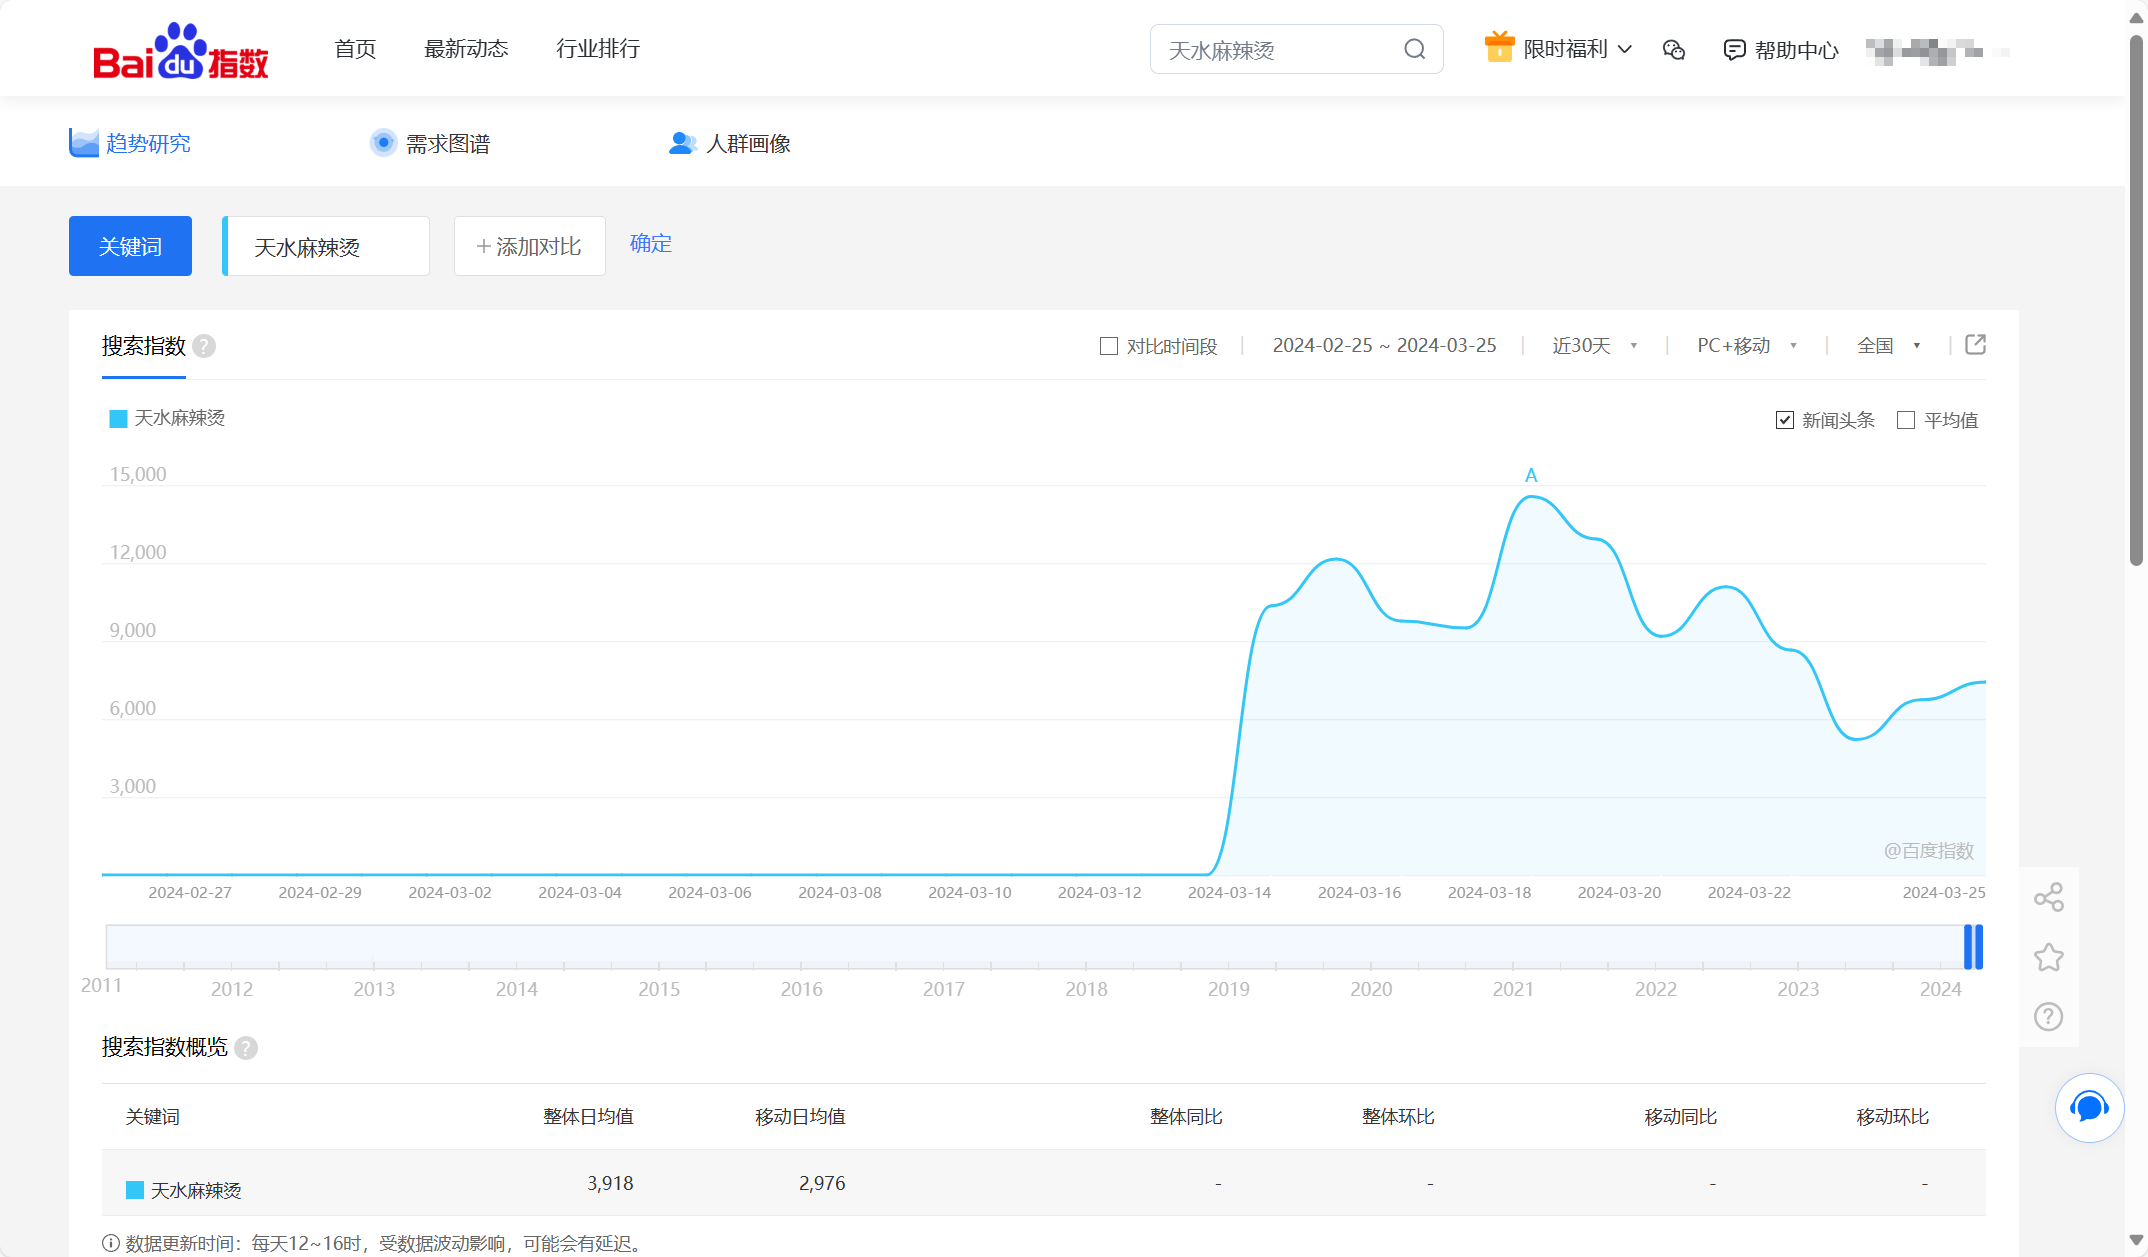 Baidu指数
首页 最新动态 行业排行 天水麻辣烫 限时福利 帮助中心
趋势研究 需求图谱 人群画像
关键词 天水麻辣烫 +添加对比 确定
搜索指数 ? 对比时间段 2024-02-25 ~ 2024-03-25 近30天 PC+移动 全国
天水麻辣烫 新闻头条 平均值
15,000
A
12,000
9,000
6,000
3,000
@百度指数
2024-02-27 2024-02-29 2024-03-02 2024-03-04 2024-03-06 2024-03-08 2024-03-10 2024-03-12 2024-03-14 2024-03-16 2024-03-18 2024-03-20 2024-03-22 2024-03-25
2011 2012 2013 2014 2015 2016 2017 2018 2019 2020 2021 2022 2023 2024
搜索指数概览 ?
关键词 整体日均值 移动日均值 整体同比 整体环比 移动同比 移动环比
天水麻辣烫 3,918 2,976 - - - -
数据更新时间：每天12~16时，受数据波动影响，可能会有延迟。